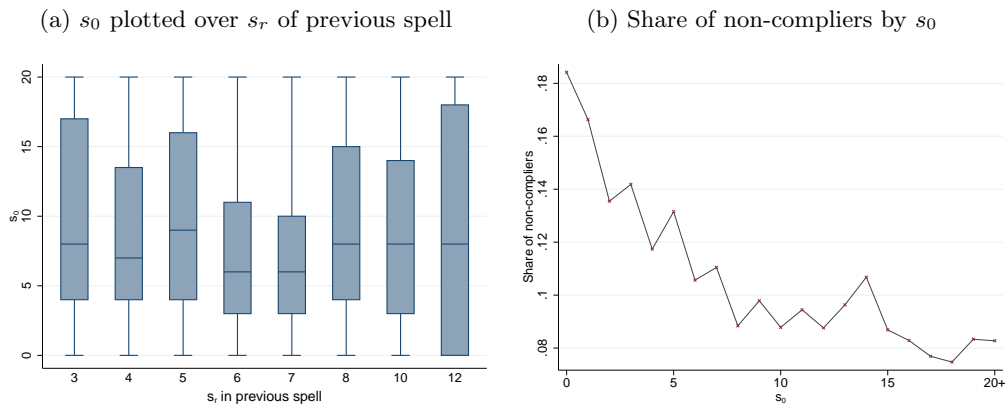 (a) s₀ plotted over sᵣ of previous spell
20
15
10
5
0
s₀
3 4 5 6 7 8 10 12
sᵣ in previous spell
(b) Share of non-compliers by s₀
.18
.16
.14
.12
.1
.08
Share of non-compliers
0 5 10 15 20+
s₀